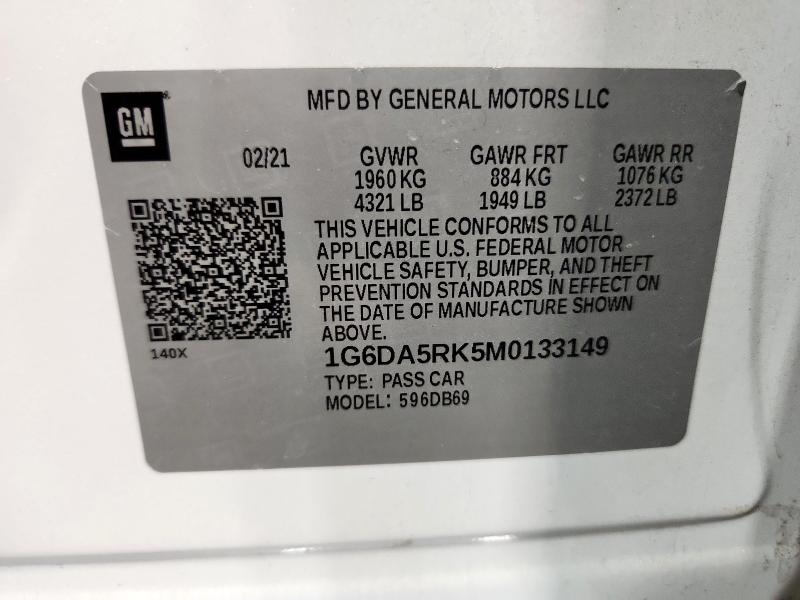 GM
MFD BY GENERAL MOTORS LLC
02/21 GVWR GAWR FRT GAWR RR
1960 KG 884 KG 1076 KG
4321 LB 1949 LB 2372 LB
THIS VEHICLE CONFORMS TO ALL
APPLICABLE U.S. FEDERAL MOTOR
VEHICLE SAFETY, BUMPER, AND THEFT
PREVENTION STANDARDS IN EFFECT ON
THE DATE OF MANUFACTURE SHOWN
ABOVE.
140X
1G6DA5RK5M0133149
TYPE: PASS CAR
MODEL: 596DB69